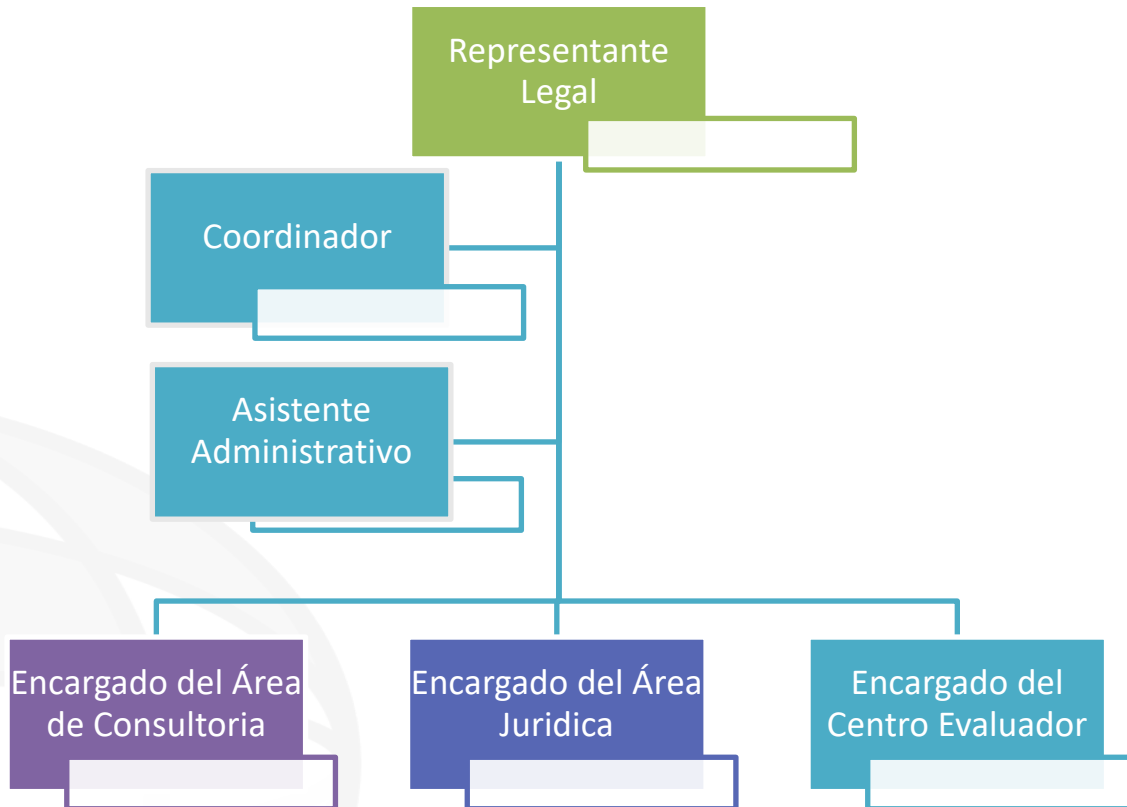 Representante
Legal
Coordinador
Asistente
Administrativo
Encargado del Área
de Consultoria
Encargado del Área
Juridica
Encargado del
Centro Evaluador